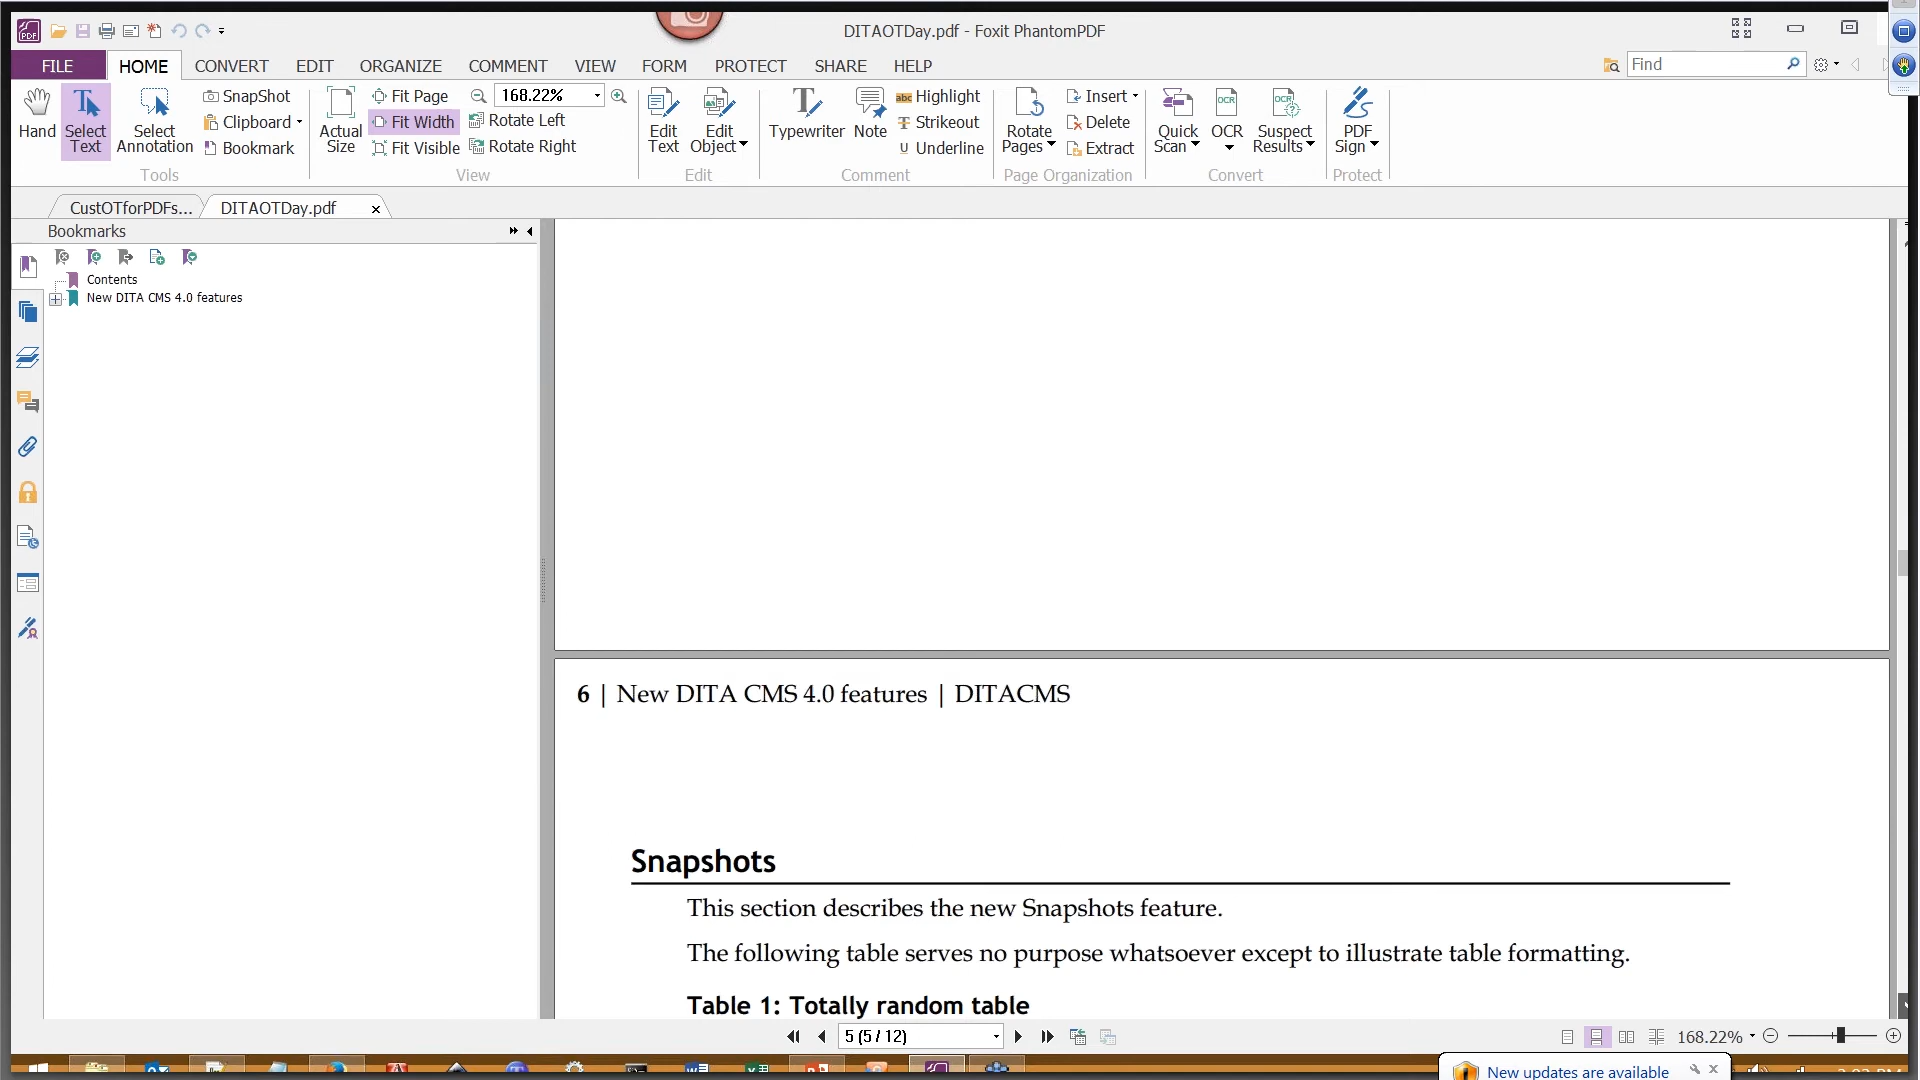 DITAOTDay.pdf - Foxit PhantomPDF
FILE HOME CONVERT EDIT ORGANIZE COMMENT VIEW FORM PROTECT SHARE HELP Find
Hand Select Text Select Annotation SnapShot Clipboard Bookmark Tools
Actual Size Fit Page Fit Width Fit Visible 168.22% Rotate Left Rotate Right View
Edit Text Edit Object Edit
Typewriter Note Highlight Strikeout Underline Comment
Rotate Pages Insert Delete Extract Page Organization
Quick Scan OCR Suspect Results Convert
PDF Sign Protect
CustOTforPDFs... DITAOTDay.pdf
Bookmarks
Contents
New DITA CMS 4.0 features
6 | New DITA CMS 4.0 features | DITACMS
Snapshots
This section describes the new Snapshots feature.
The following table serves no purpose whatsoever except to illustrate table formatting.
Table 1: Totally random table
5 (5 / 12) 168.22%
New updates are available